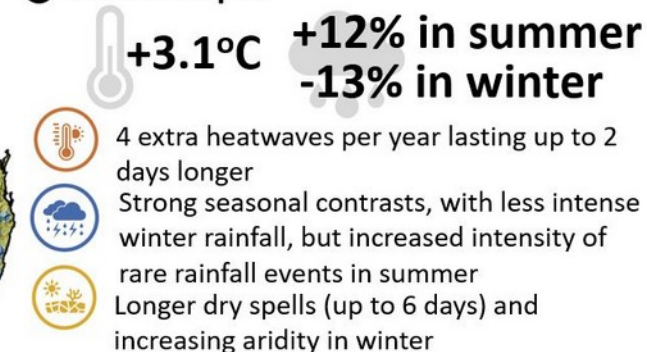 +3.1°C
+12% in summer
-13% in winter
4 extra heatwaves per year lasting up to 2
days longer
Strong seasonal contrasts, with less intense
winter rainfall, but increased intensity of
rare rainfall events in summer
Longer dry spells (up to 6 days) and
increasing aridity in winter